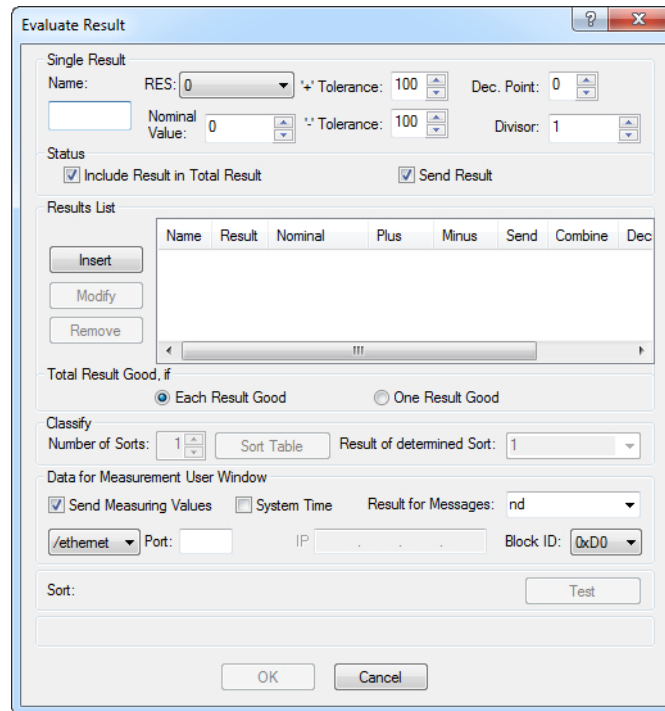 Evaluate Result
Single Result
Name: RES: 0 '+' Tolerance: 100 Dec. Point: 0
Nominal Value: 0 '-' Tolerance: 100 Divisor: 1
Status
Include Result in Total Result Send Result
Results List
Name Result Nominal Plus Minus Send Combine Dec
Insert
Modify
Remove
Total Result Good, if
Each Result Good One Result Good
Classify
Number of Sorts: 1 Sort Table Result of determined Sort: 1
Data for Measurement User Window
Send Measuring Values System Time Result for Messages: nd
/ethernet Port: IP . . . Block ID: 0xD0
Sort: Test
OK Cancel